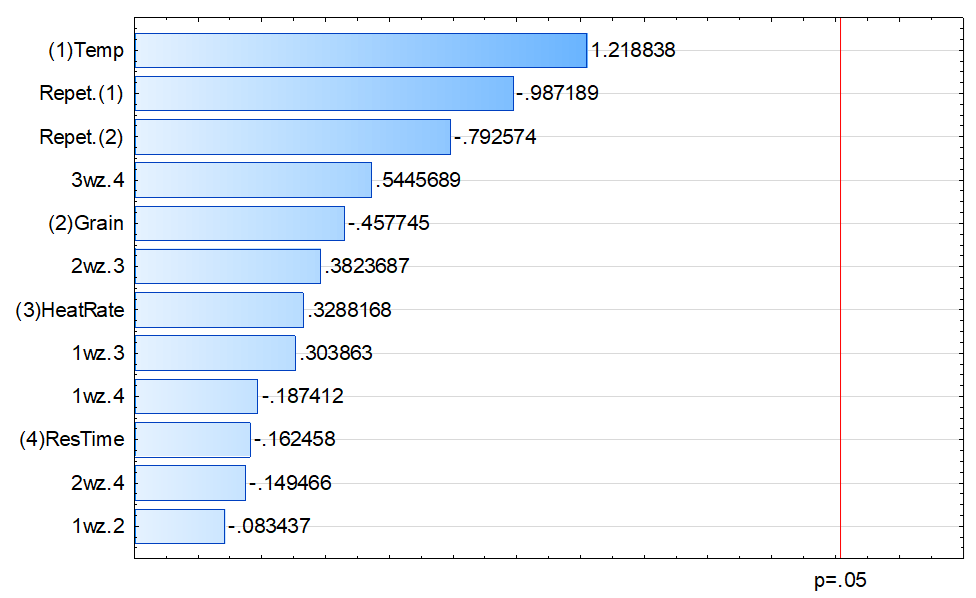 (1)Temp 1.218838
Repet.(1) -.987189
Repet.(2) -.792574
3wz.4 .5445689
(2)Grain -.457745
2wz.3 .3823687
(3)HeatRate .3288168
1wz.3 .303863
1wz.4 -.187412
(4)ResTime -.162458
2wz.4 -.149466
1wz.2 -.083437
p=.05